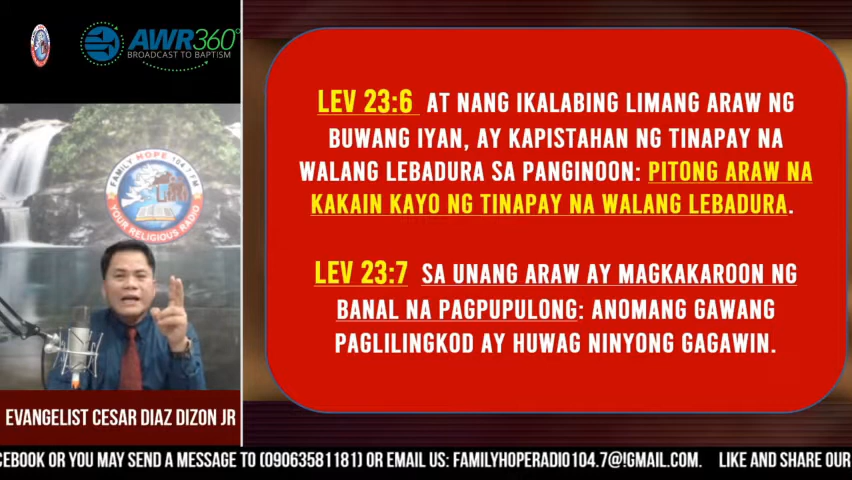 AWR360°
BROADCAST TO BAPTISM
FAMILY HOPE 104.7 FM
YOUR RELIGIOUS RADIO
LEV 23:6 AT NANG IKALABING LIMANG ARAW NG
BUWANG IYAN, AY KAPISTAHAN NG TINAPAY NA
WALANG LEBADURA SA PANGINOON: PITONG ARAW NA
KAKAIN KAYO NG TINAPAY NA WALANG LEBADURA.
LEV 23:7 SA UNANG ARAW AY MAGKAKAROON NG
BANAL NA PAGPUPULONG: ANOMANG GAWANG
PAGLILINGKOD AY HUWAG NINYONG GAGAWIN.
EVANGELIST CESAR DIAZ DIZON JR
CEBOOK OR YOU MAY SEND A MESSAGE TO (09063581181) OR EMAIL US: FAMILYHOPERADIO104.7@!GMAIL.COM. LIKE AND SHARE OUR